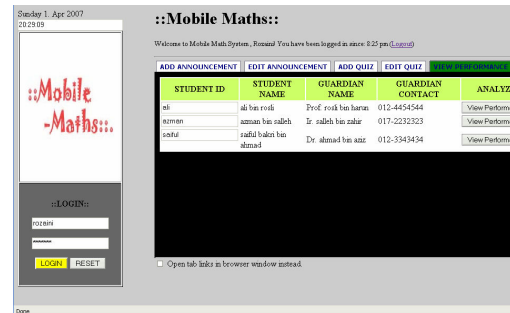 Sunday 1. Apr 2007
20:29:09
::Mobile
-Maths:::
::LOGIN::
rozaini
*******
LOGIN RESET
::Mobile Maths::
Welcome to Mobile Math System , Rozaini! You have been logged in since: 8:25 pm.(Logout)
ADD ANNOUNCEMENT EDIT ANNOUNCEMENT ADD QUIZ EDIT QUIZ VIEW PERFORMANCE
STUDENT ID STUDENT NAME GUARDIAN NAME GUARDIAN CONTACT ANALYZ
ali ali bin rosli Prof. rosli bin harun 012-4454544 View Performa
azman azman bin salleh Ir. salleh bin zahir 017-2232323 View Performa
saiful saiful bakri bin ahmad Dr. ahmad bin aziz 012-3343434 View Performa
Open tab links in browser window instead.
Done